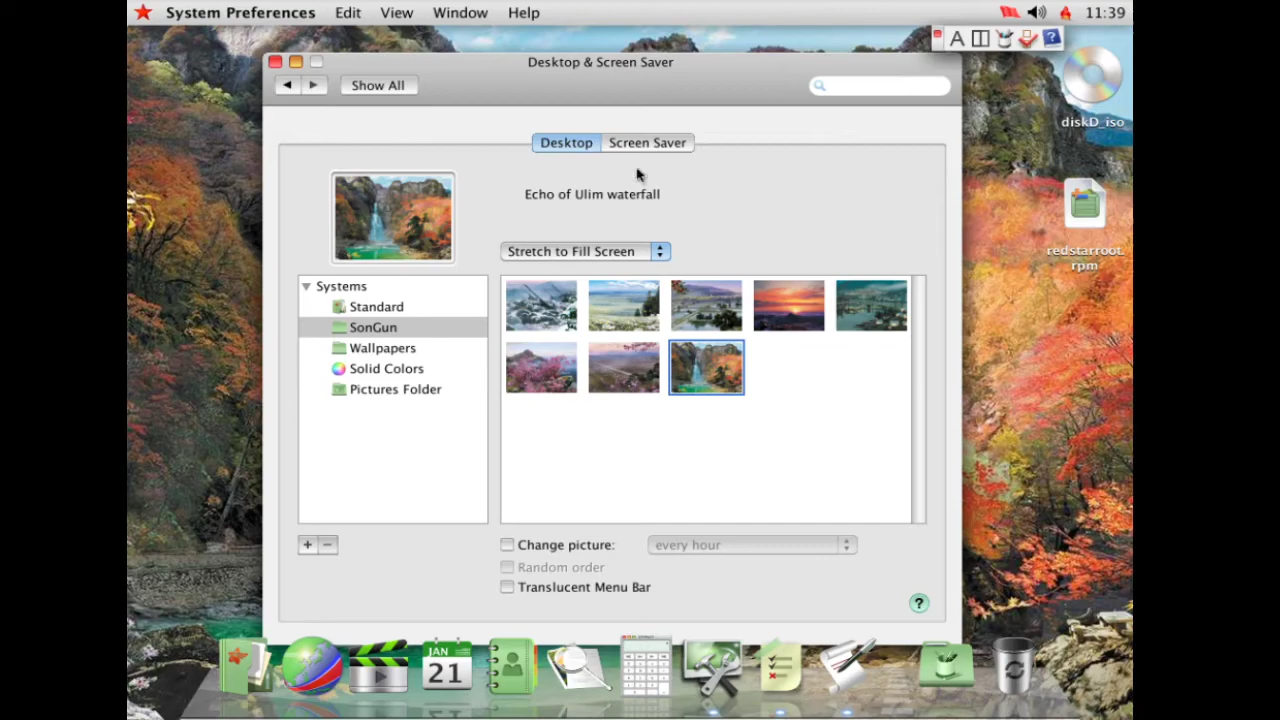 System Preferences Edit View Window Help 11:39
A
Desktop & Screen Saver
Show All
diskD_iso
Desktop Screen Saver
Echo of Ulim waterfall
redstarroot.
rpm
Stretch to Fill Screen
Systems
Standard
SonGun
Wallpapers
Solid Colors
Pictures Folder
+ −
Change picture: every hour
Random order
Translucent Menu Bar
?
JAN
21